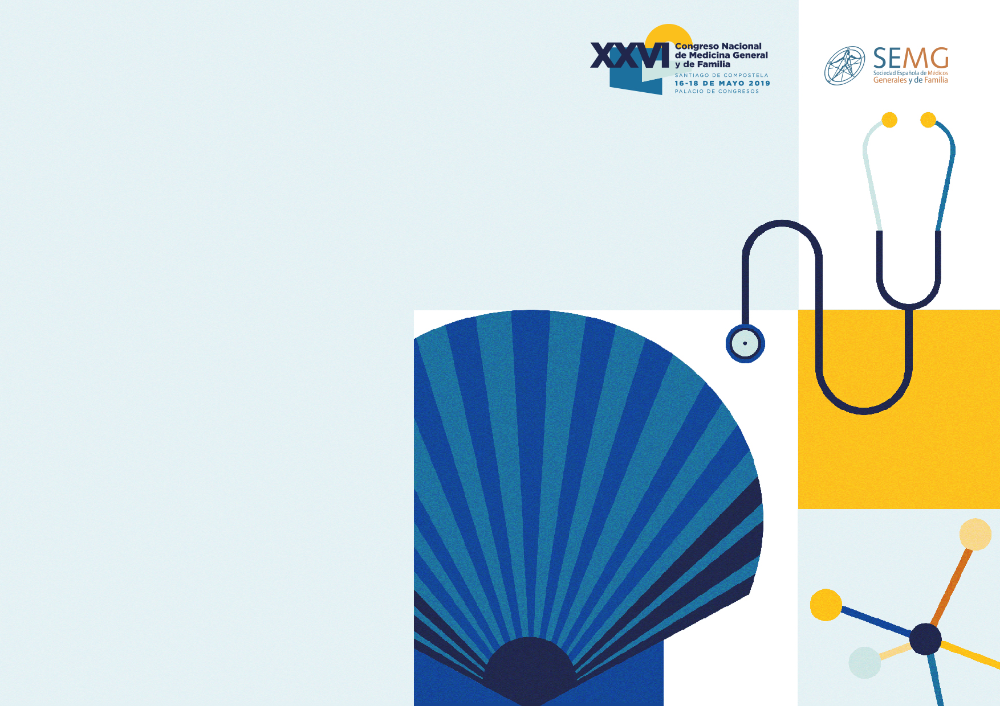 XXVI
Congreso Nacional
de Medicina General
y de Familia
SANTIAGO DE COMPOSTELA
16-18 DE MAYO 2019
PALACIO DE CONGRESOS
SEMG
Sociedad Española de Médicos
Generales y de Familia